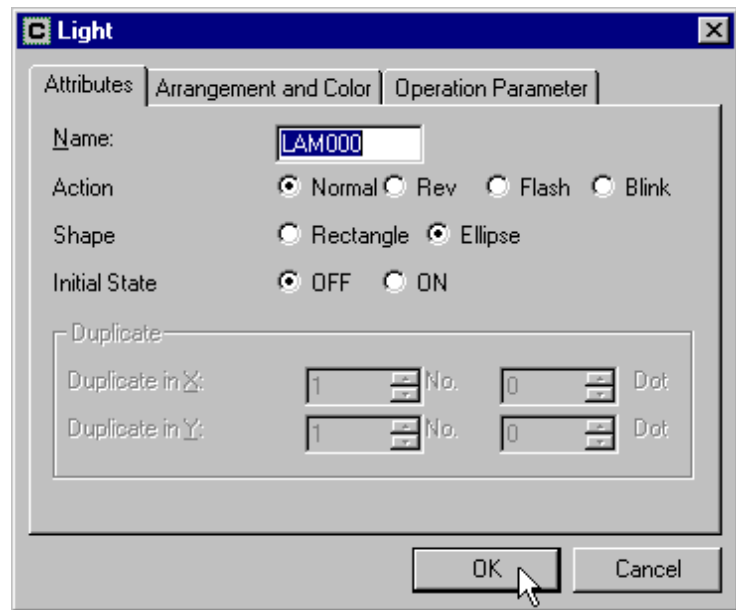 C Light
Attributes Arrangement and Color Operation Parameter
Name: LAM000
Action Normal Rev Flash Blink
Shape Rectangle Ellipse
Initial State OFF ON
Duplicate
Duplicate in X: 1 No. 0 Dot
Duplicate in Y: 1 No. 0 Dot
OK Cancel